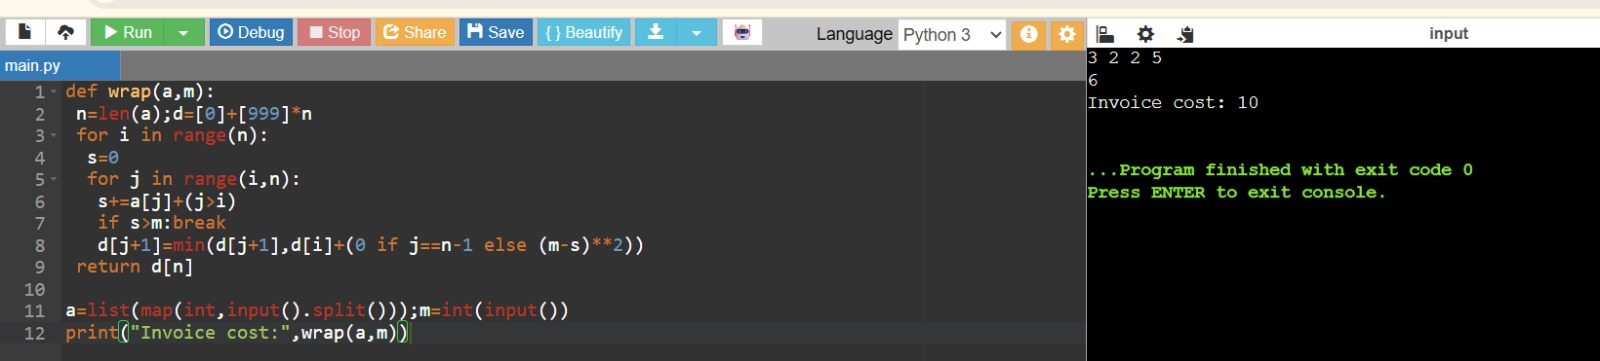 Run Debug Stop Share Save { } Beautify Language Python 3 input
main.py
1 def wrap(a,m):
2 n=len(a);d=[0]+[999]*n
3 for i in range(n):
4 s=0
5 for j in range(i,n):
6 s+=a[j]+(j>i)
7 if s>m:break
8 d[j+1]=min(d[j+1],d[i]+(0 if j==n-1 else (m-s)**2))
9 return d[n]
10
11 a=list(map(int,input().split()));m=int(input())
12 print("Invoice cost:",wrap(a,m))
3 2 2 5
6
Invoice cost: 10
...Program finished with exit code 0
Press ENTER to exit console.